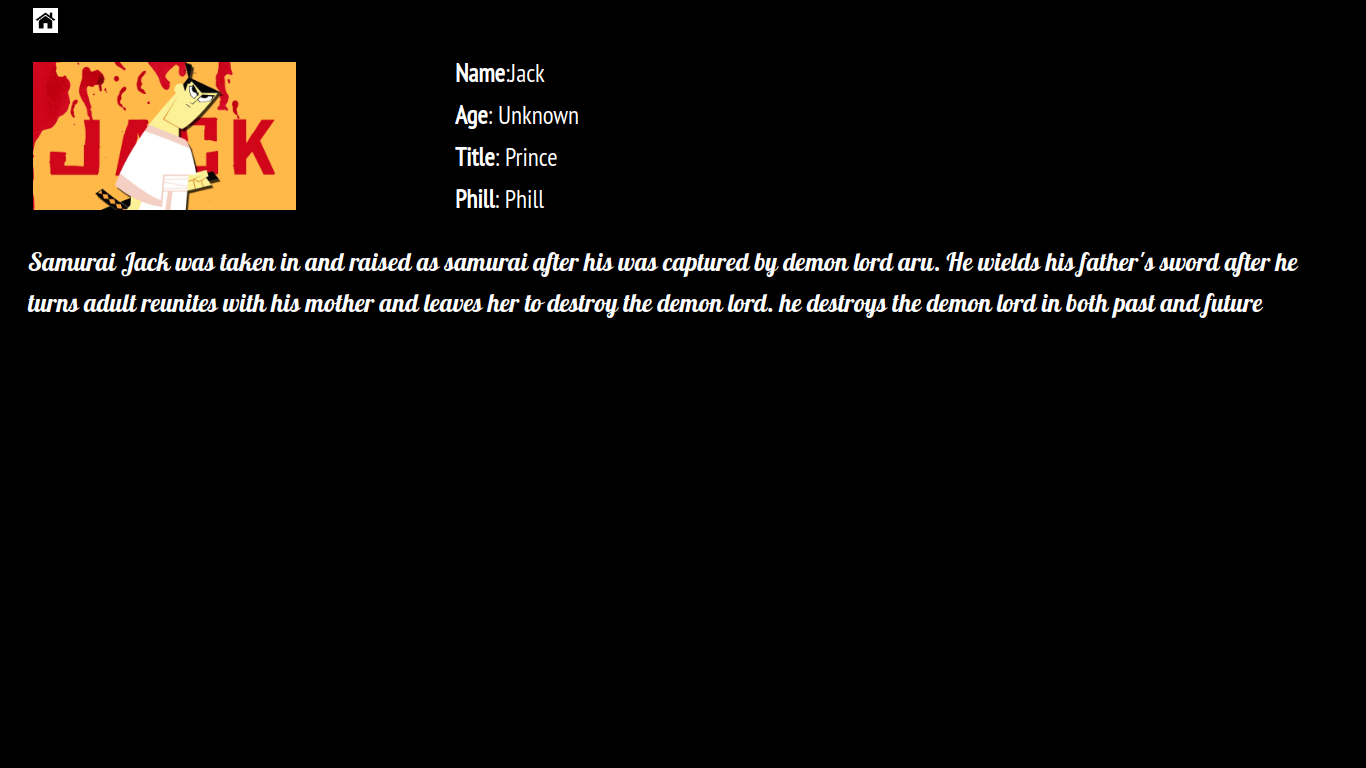 JACK
Name:Jack
Age: Unknown
Title: Prince
Phill: Phill
Samurai Jack was taken in and raised as samurai after his was captured by demon lord aru. He wields his father's sword after he
turns adult reunites with his mother and leaves her to destroy the demon lord. he destroys the demon lord in both past and future